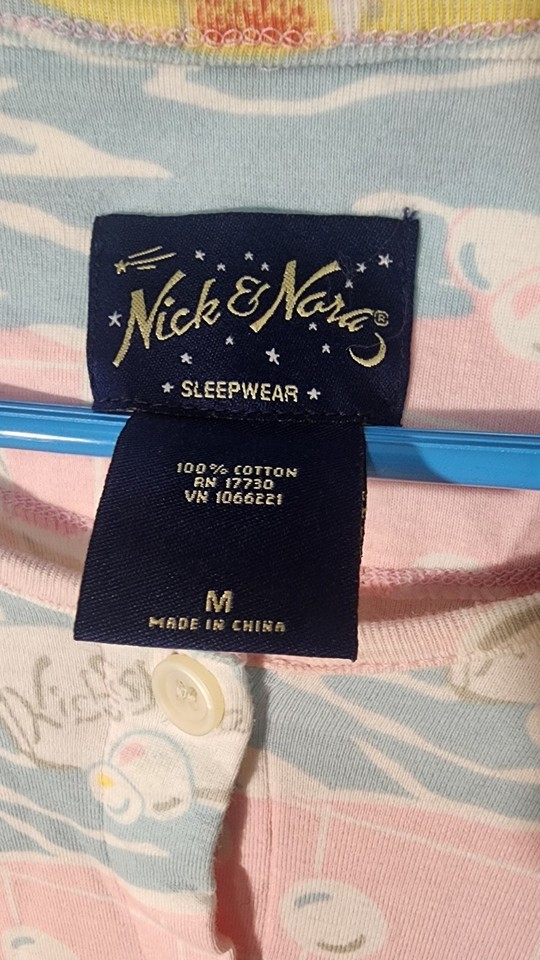 Nick & Nora®
SLEEPWEAR
100% COTTON
RN 17730
VN 1066221
M
MADE IN CHINA